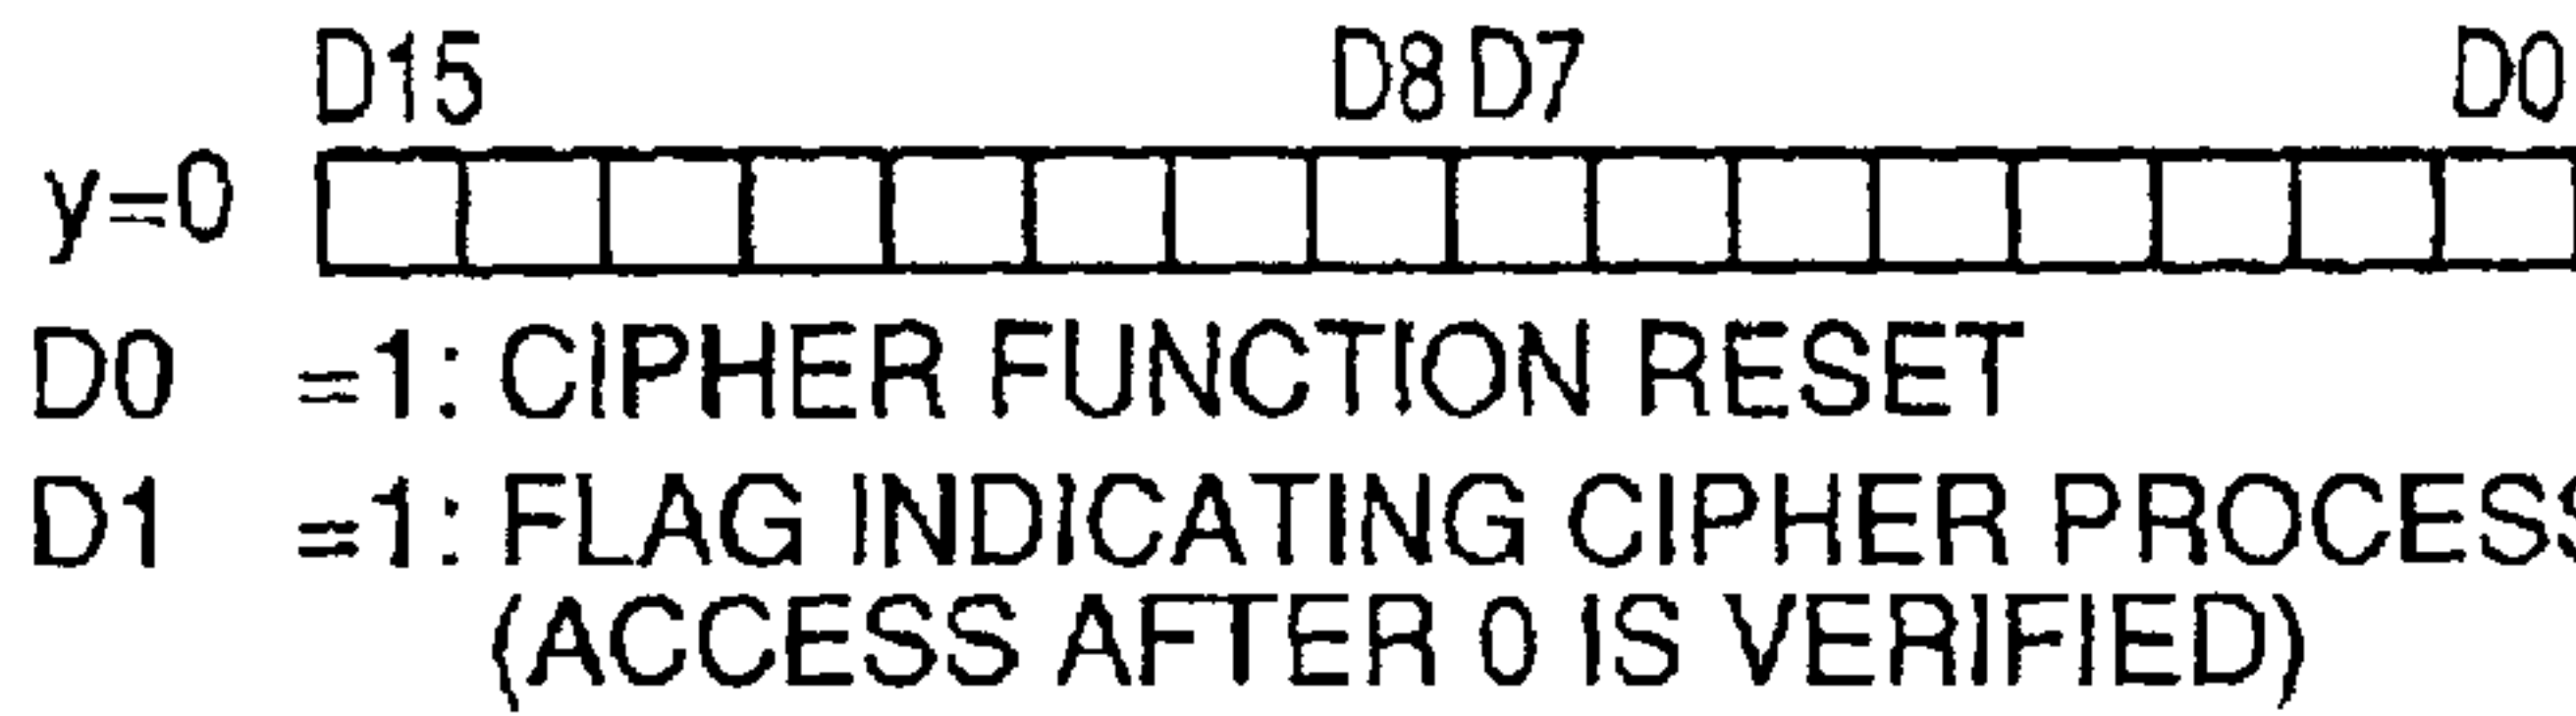 D15 D8 D7 D0
y=0
D0 =1: CIPHER FUNCTION RESET
D1 =1: FLAG INDICATING CIPHER PROCESS
(ACCESS AFTER 0 IS VERIFIED)